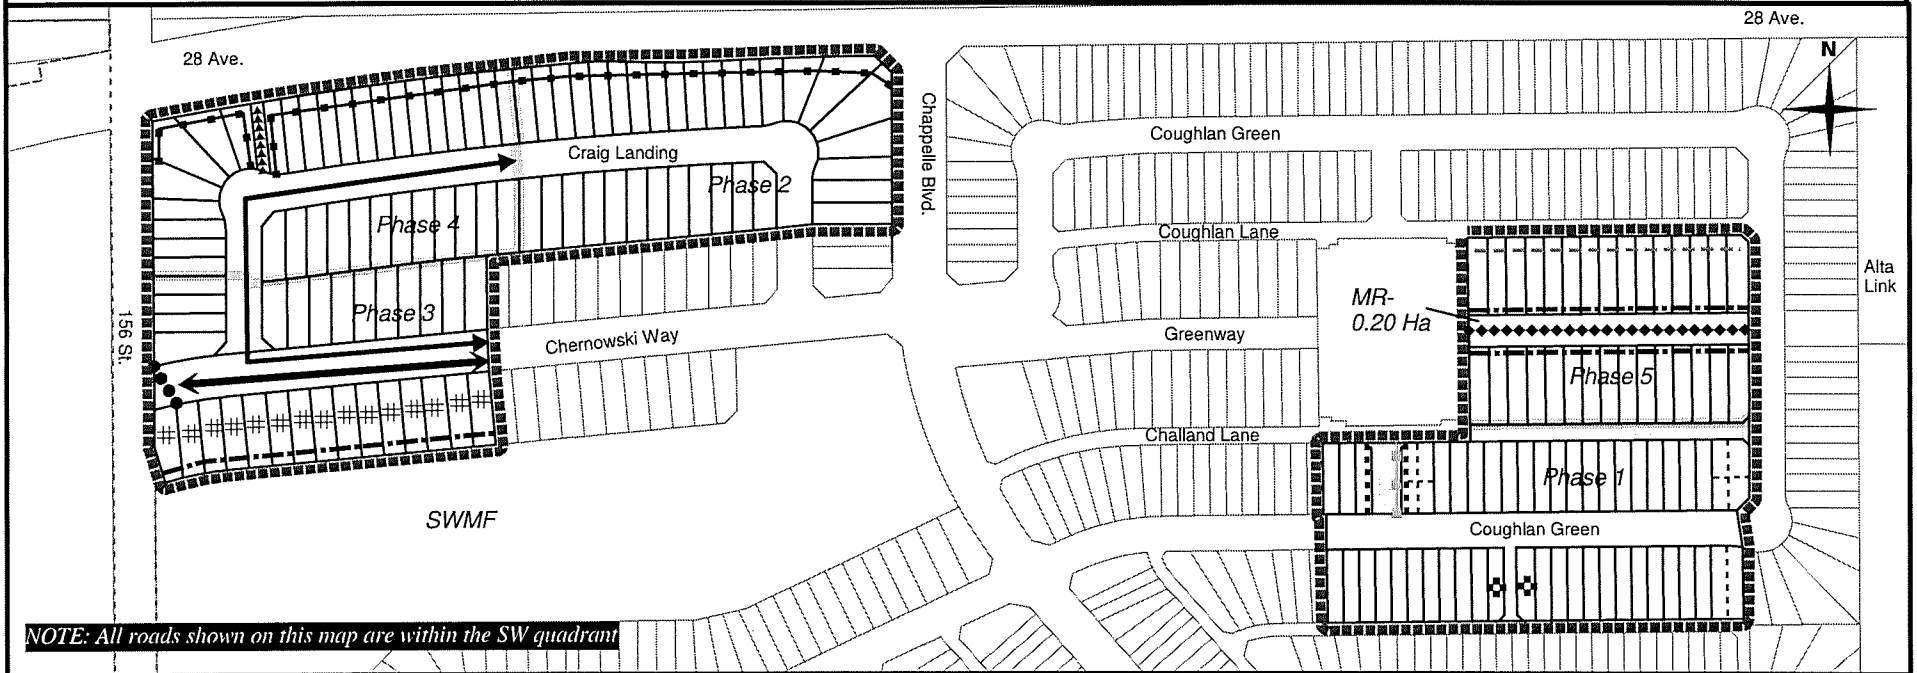 28 Ave.
28 Ave.
N
Chappelle Blvd.
Coughlan Green
Craig Landing
Phase 2
Phase 4
Coughlan Lane
Alta
Link
MR-
0.20 Ha
Phase 3
156 St.
Chernowski Way
Greenway
Phase 5
Challand Lane
Phase 1
SWMF
Coughlan Green
NOTE: All roads shown on this map are within the SW quadrant